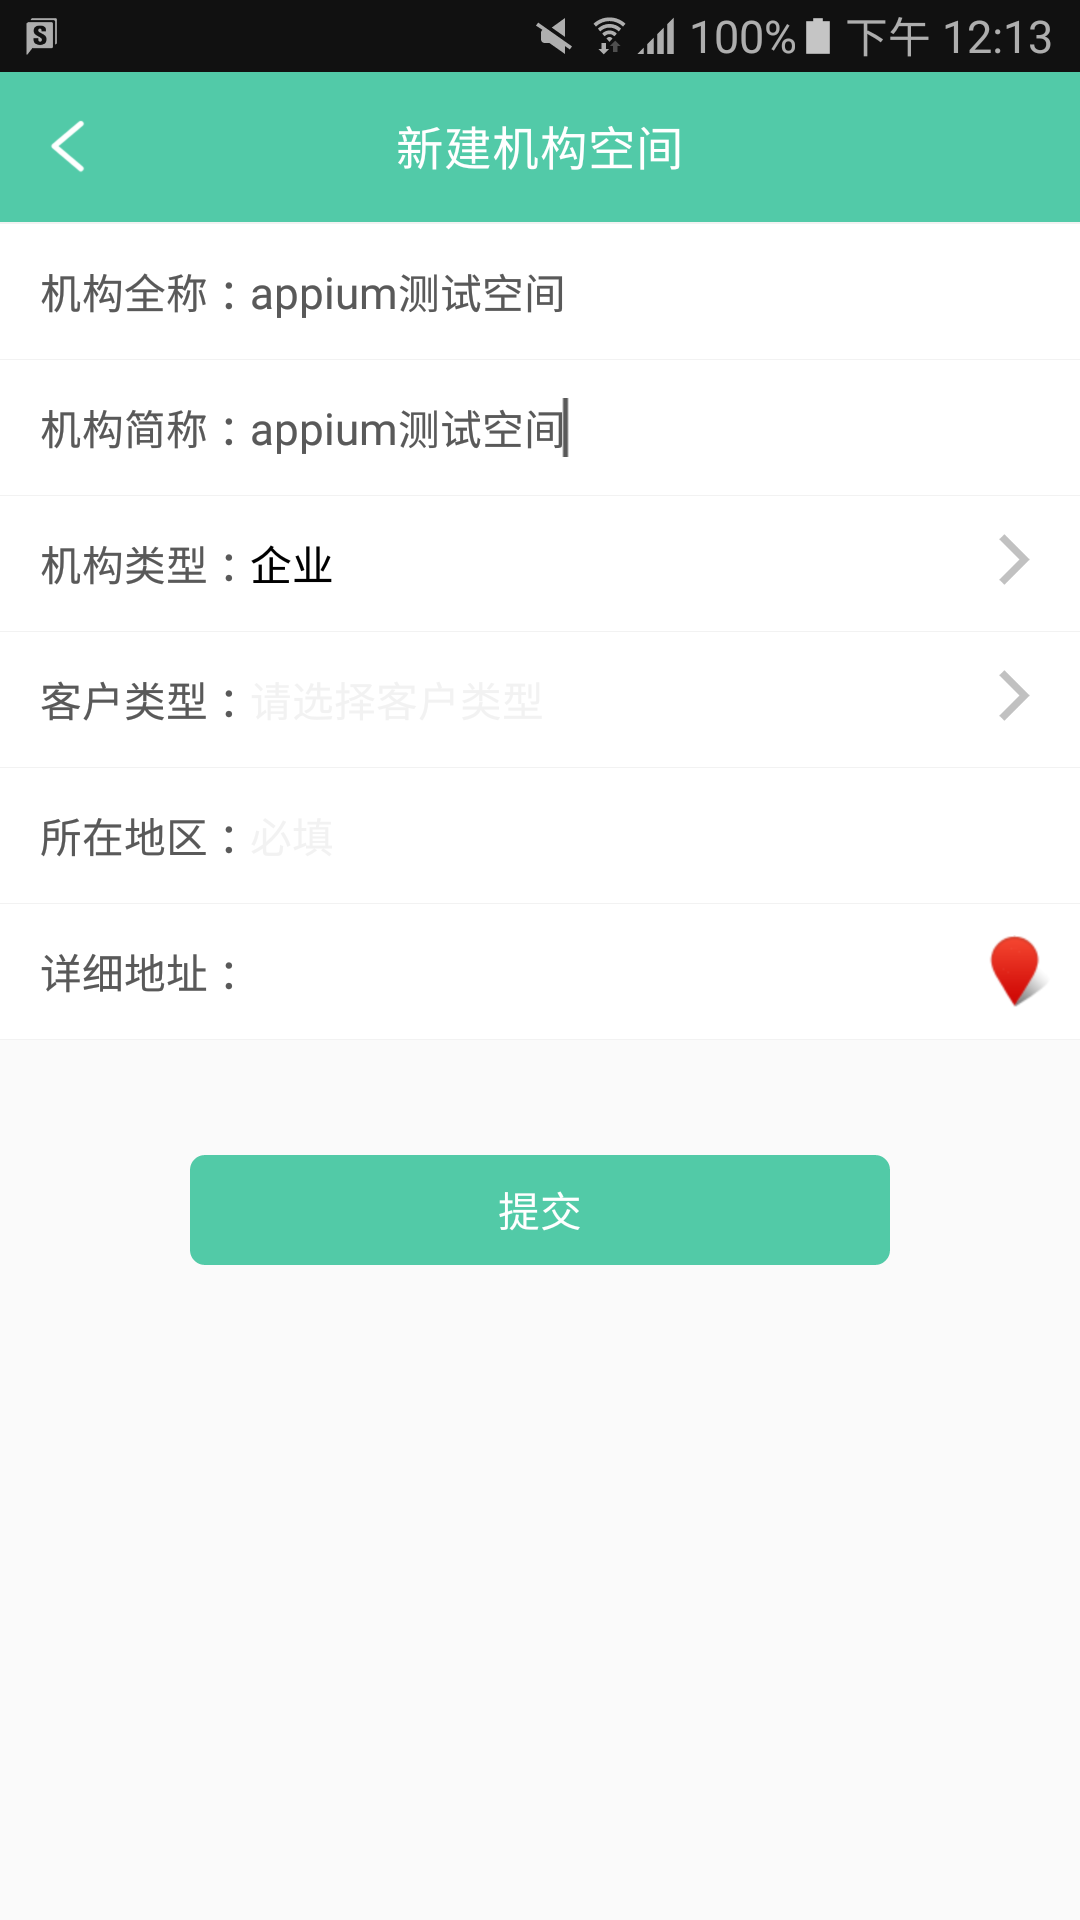 S 100% 下午 12:13
新建机构空间
机构全称：appium测试空间
机构简称：appium测试空间
机构类型：企业
客户类型：请选择客户类型
所在地区：必填
详细地址：
提交